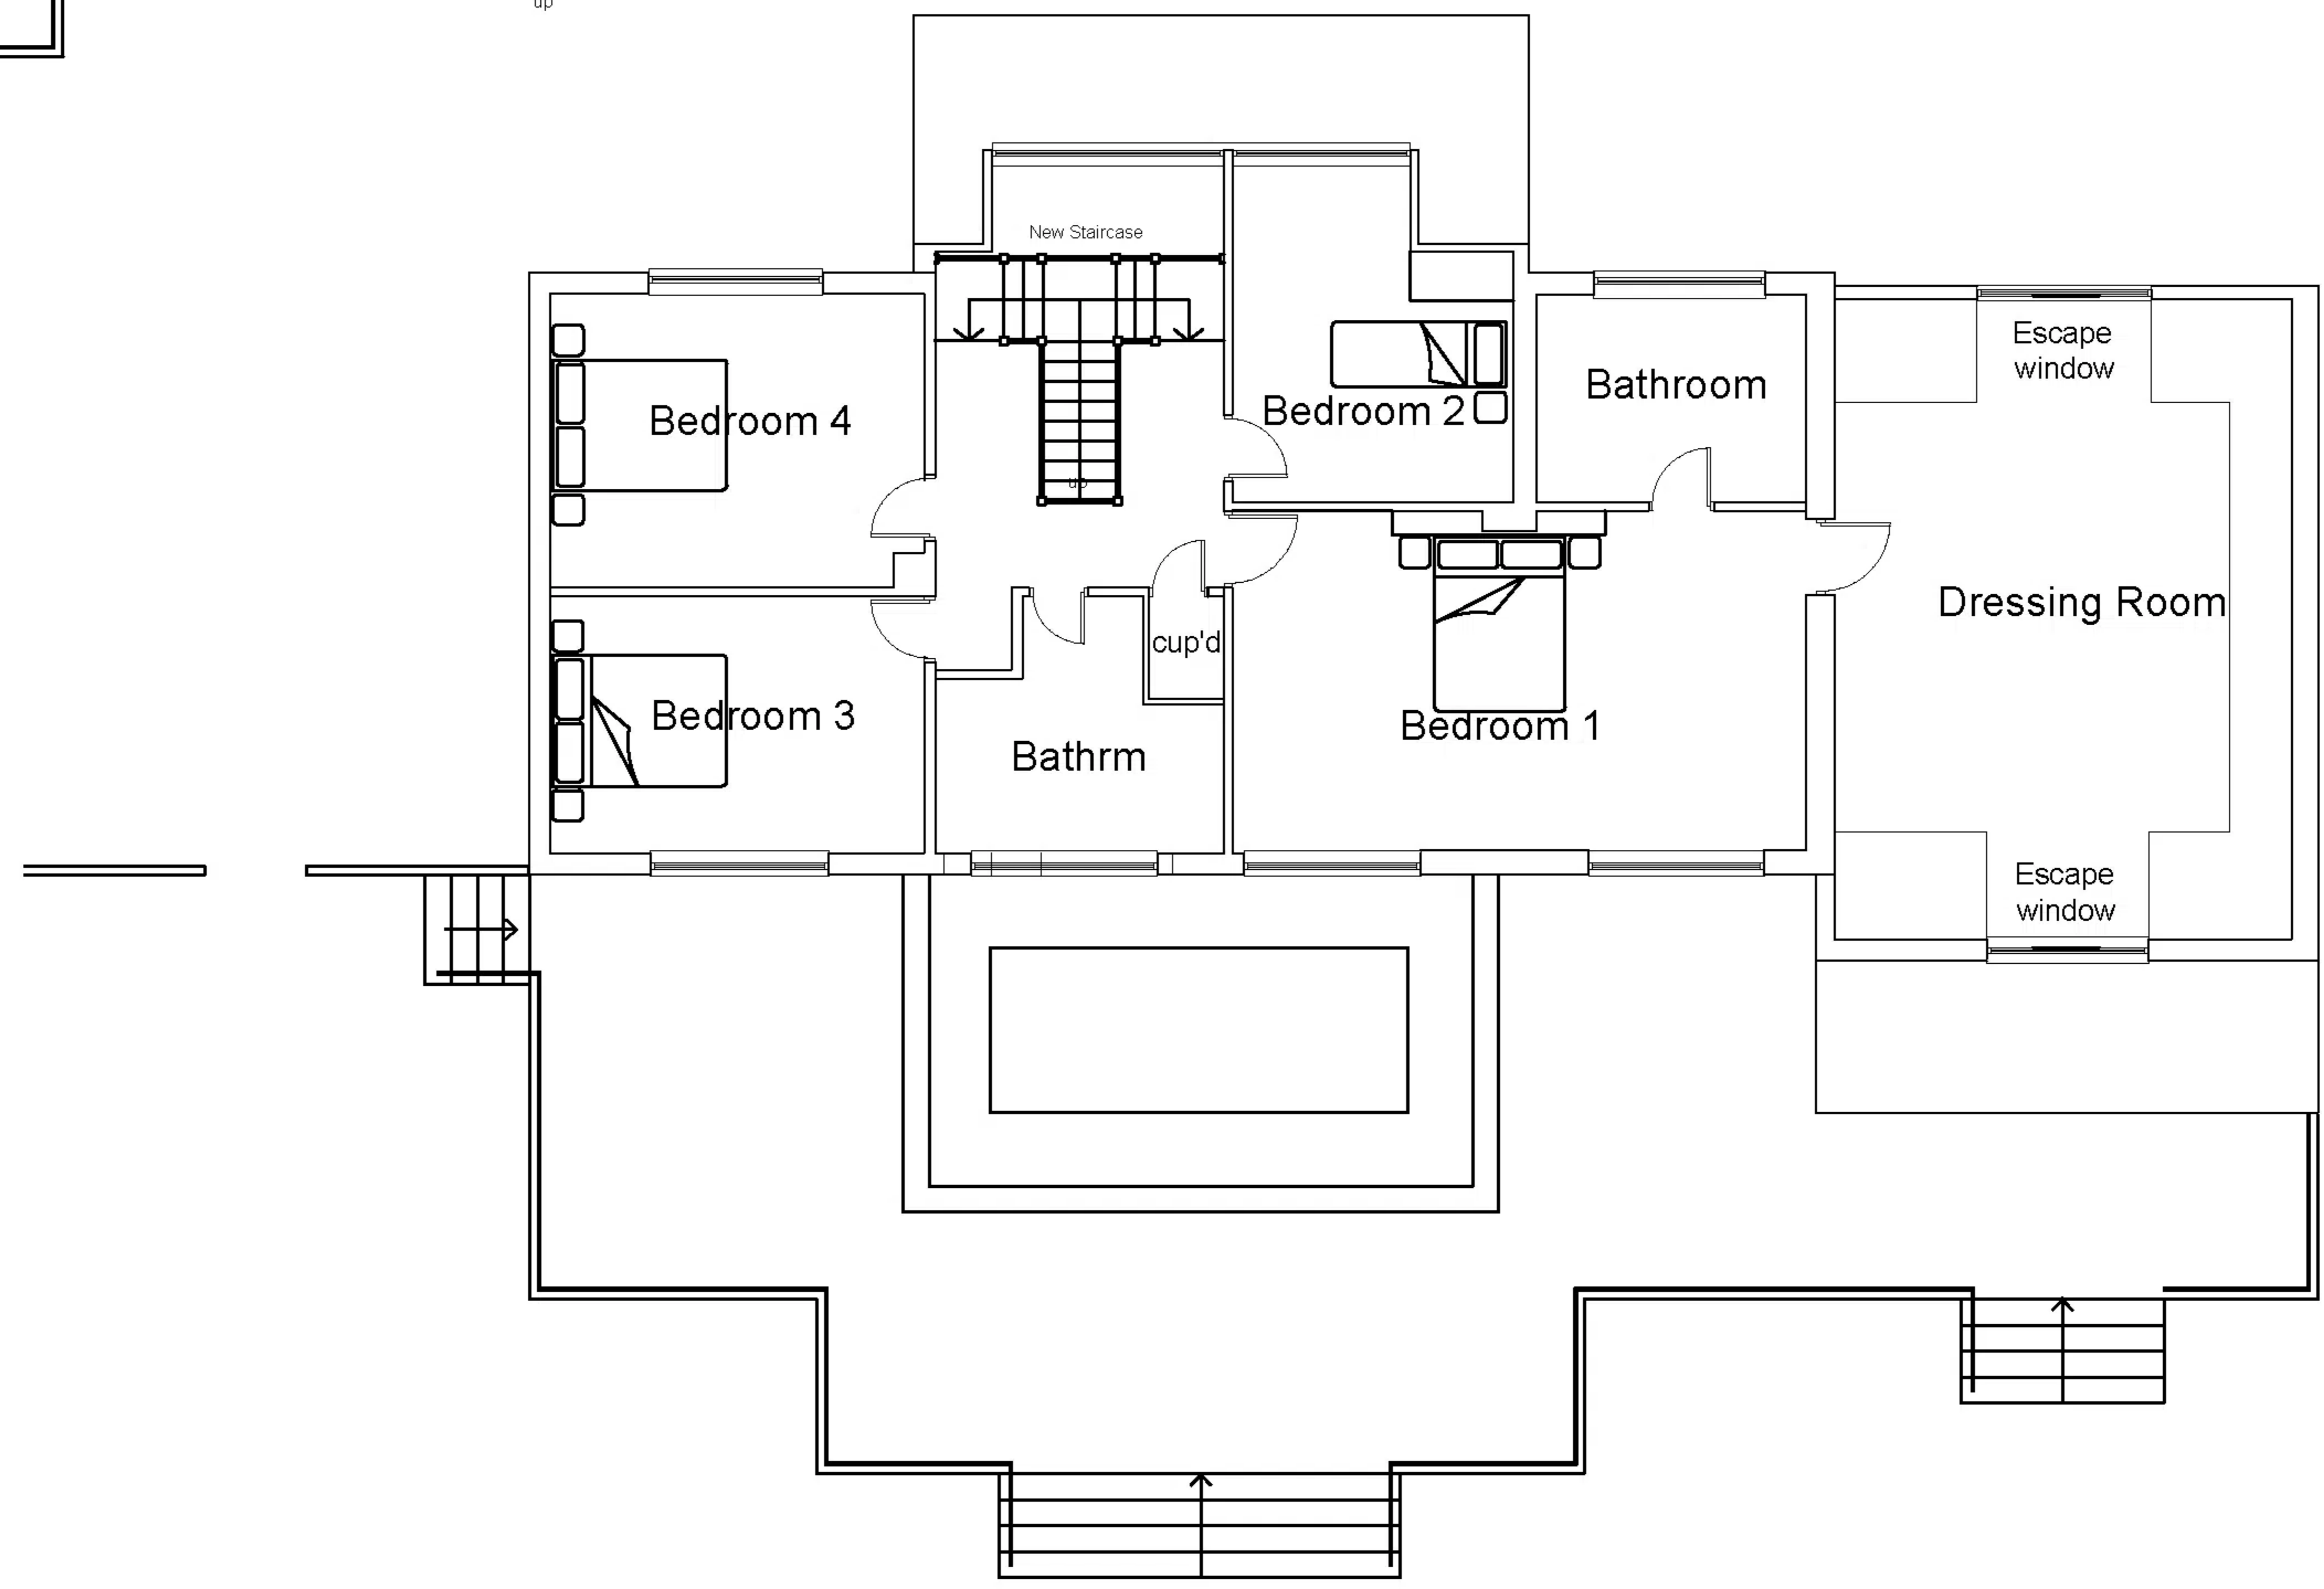 up
New Staircase
Escape
window
Bathroom
Bedroom 2
Bedroom 4
up
Dressing Room
cup'd
Bedroom 3
Bedroom 1
Bathrm
Escape
window